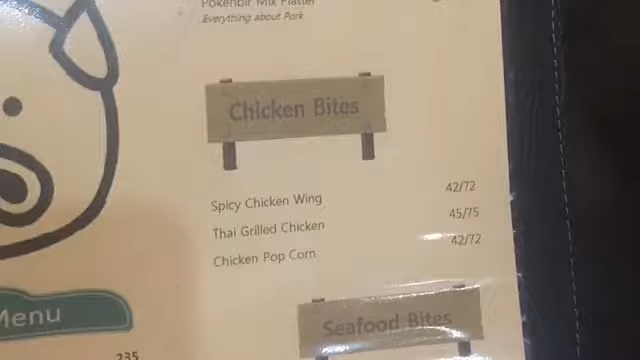 Pokenbir Mix Platter
Everything about Pork
Chicken Bites
Spicy Chicken Wing 42/72
Thai Grilled Chicken 45/75
Chicken Pop Corn 42/72
Seafood Bites
Menu
235